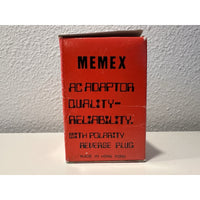 MEMEX
AC ADAPTOR
QUALITY-
RELIABILITY.
WITH POLARITY
REVERSE PLUG
MADE IN HONG KONG